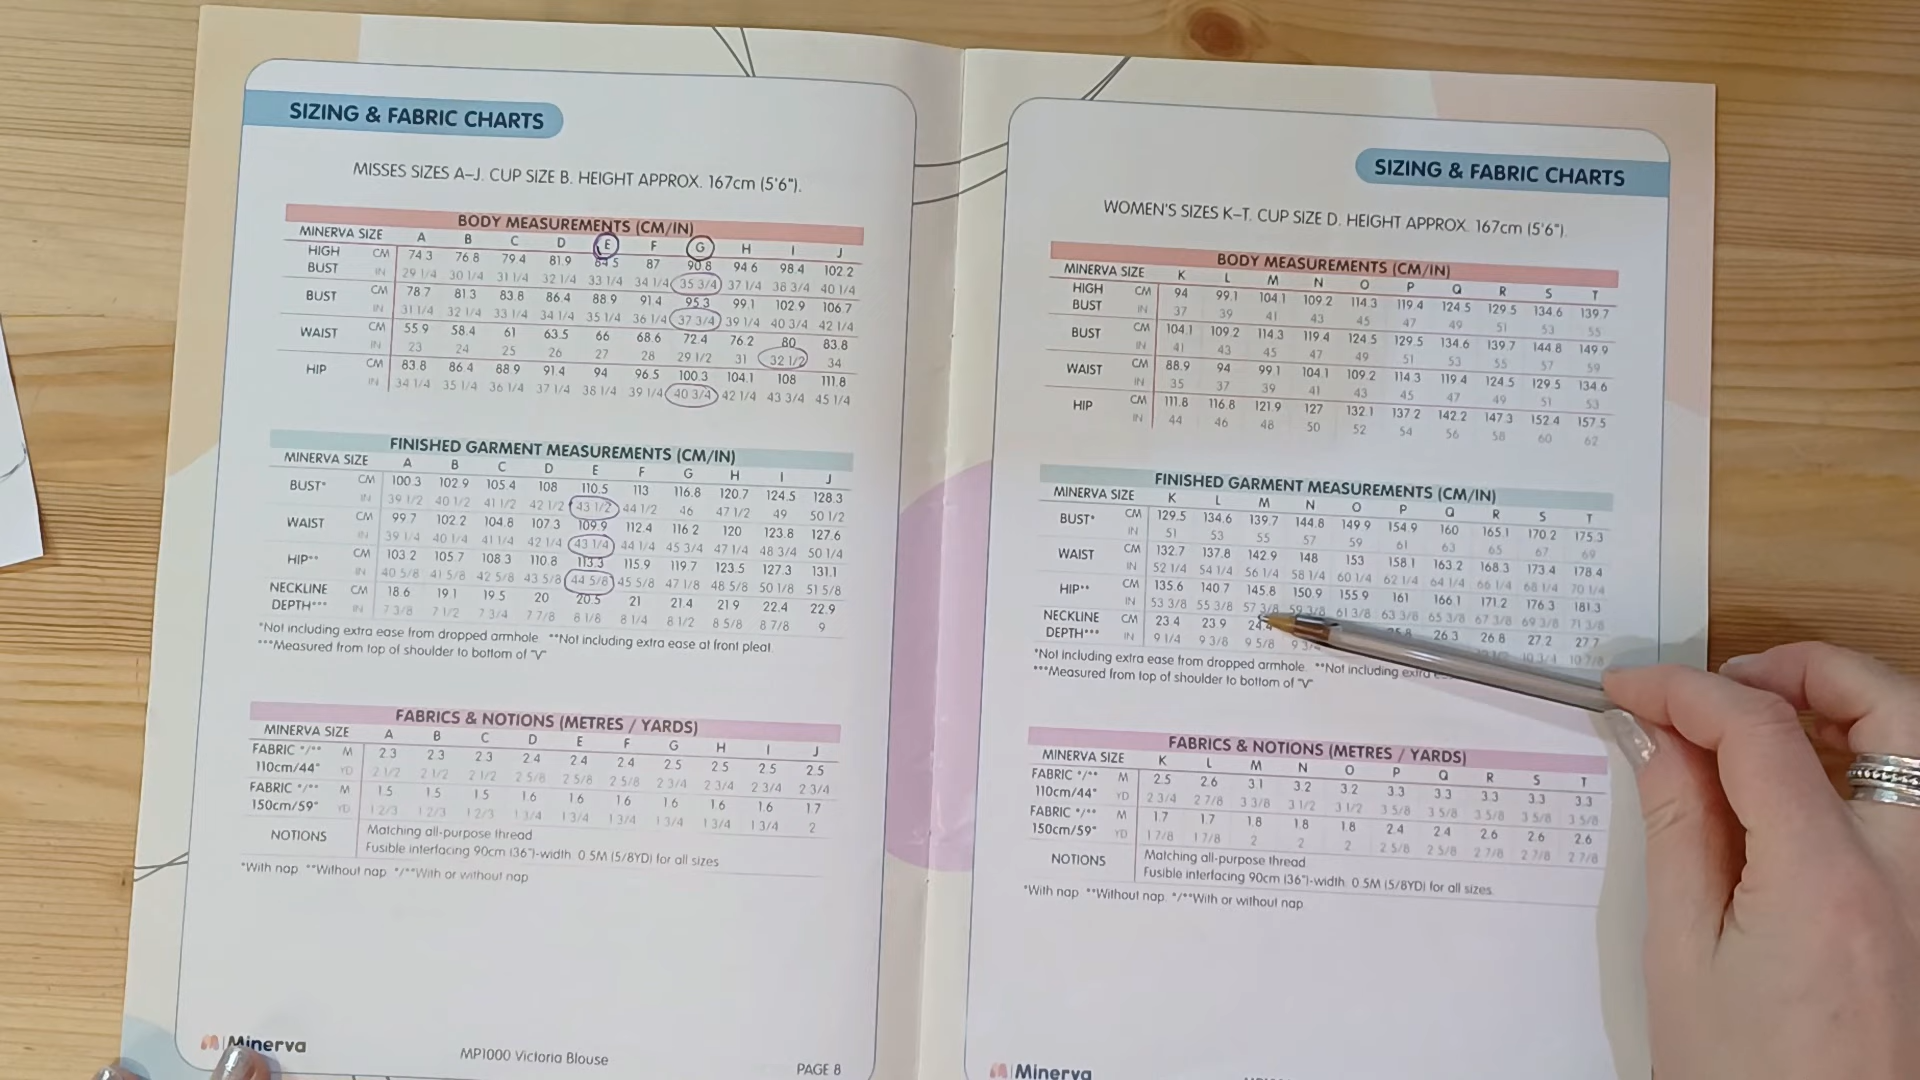 SIZING & FABRIC CHARTS
MISSES SIZES A–J. CUP SIZE B. HEIGHT APPROX. 167cm (5'6").
BODY MEASUREMENTS (CM/IN)
MINERVA SIZE A B C D E F G H I J
HIGH BUST CM 74.3 76.8 79.4 81.9 84.5 87 90.8 94.6 98.4 102.2
IN 29 1/4 30 1/4 31 1/4 32 1/4 33 1/4 34 1/4 35 3/4 37 1/4 38 3/4 40 1/4
BUST CM 78.7 81.3 83.8 86.4 88.9 91.4 95.3 99.1 102.9 106.7
IN 31 1/4 32 1/4 33 1/4 34 1/4 35 1/4 36 1/4 37 3/4 39 1/4 40 3/4 42 1/4
WAIST CM 55.9 58.4 61 63.5 66 68.6 72.4 76.2 80 83.8
IN 23 24 25 26 27 28 29 1/2 31 32 1/2 34
HIP CM 83.8 86.4 88.9 91.4 94 96.5 100.3 104.1 108 111.8
IN 34 1/4 35 1/4 36 1/4 37 1/4 38 1/4 39 1/4 40 3/4 42 1/4 43 3/4 45 1/4
FINISHED GARMENT MEASUREMENTS (CM/IN)
MINERVA SIZE A B C D E F G H I J
BUST* CM 100.3 102.9 105.4 108 110.5 113 116.8 120.7 124.5 128.3
IN 39 1/2 40 1/2 41 1/2 42 1/2 43 1/2 44 1/2 46 47 1/2 49 50 1/2
WAIST CM 99.7 102.2 104.8 107.3 109.9 112.4 116.2 120 123.8 127.6
IN 39 1/4 40 1/4 41 1/4 42 1/4 43 1/4 44 1/4 45 3/4 47 1/4 48 3/4 50 1/4
HIP** CM 103.2 105.7 108.3 110.8 113.3 115.9 119.7 123.5 127.3 131.1
IN 40 5/8 41 5/8 42 5/8 43 5/8 44 5/8 45 5/8 47 1/8 48 5/8 50 1/8 51 5/8
NECKLINE DEPTH*** CM 18.6 19.1 19.5 20 20.5 21 21.4 21.9 22.4 22.9
IN 7 3/8 7 1/2 7 3/4 7 7/8 8 1/8 8 1/4 8 1/2 8 5/8 8 7/8 9
*Not including extra ease from dropped armhole. **Not including extra ease at front pleat.
***Measured from top of shoulder to bottom of "V"
FABRICS & NOTIONS (METRES / YARDS)
MINERVA SIZE A B C D E F G H I J
FABRIC */** 110cm/44" M 2.3 2.3 2.3 2.4 2.4 2.4 2.5 2.5 2.5 2.5
YD 2 1/2 2 1/2 2 1/2 2 5/8 2 5/8 2 5/8 2 3/4 2 3/4 2 3/4 2 3/4
FABRIC */** 150cm/59" M 1.5 1.5 1.5 1.6 1.6 1.6 1.6 1.6 1.6 1.7
YD 1 2/3 1 2/3 1 2/3 1 3/4 1 3/4 1 3/4 1 3/4 1 3/4 1 3/4 2
NOTIONS Matching all-purpose thread
Fusible interfacing 90cm (36")-width. 0.5M (5/8YD) for all sizes
*With nap **Without nap */**With or without nap
Minerva
MP1000 Victoria Blouse
PAGE 8
SIZING & FABRIC CHARTS
WOMEN'S SIZES K–T. CUP SIZE D. HEIGHT APPROX. 167cm (5'6").
BODY MEASUREMENTS (CM/IN)
MINERVA SIZE K L M N O P Q R S T
HIGH BUST CM 94 99.1 104.1 109.2 114.3 119.4 124.5 129.5 134.6 139.7
IN 37 39 41 43 45 47 49 51 53 55
BUST CM 104.1 109.2 114.3 119.4 124.5 129.5 134.6 139.7 144.8 149.9
IN 41 43 45 47 49 51 53 55 57 59
WAIST CM 88.9 94 99.1 104.1 109.2 114.3 119.4 124.5 129.5 134.6
IN 35 37 39 41 43 45 47 49 51 53
HIP CM 111.8 116.8 121.9 127 132.1 137.2 142.2 147.3 152.4 157.5
IN 44 46 48 50 52 54 56 58 60 62
FINISHED GARMENT MEASUREMENTS (CM/IN)
MINERVA SIZE K L M N O P Q R S T
BUST* CM 129.5 134.6 139.7 144.8 149.9 154.9 160 165.1 170.2 175.3
IN 51 53 55 57 59 61 63 65 67 69
WAIST CM 132.7 137.8 142.9 148 153 158.1 163.2 168.3 173.4 178.4
IN 52 1/4 54 1/4 56 1/4 58 1/4 60 1/4 62 1/4 64 1/4 66 1/4 68 1/4 70 1/4
HIP** CM 135.6 140.7 145.8 150.9 155.9 161 166.1 171.2 176.3 181.3
IN 53 3/8 55 3/8 57 3/8 59 3/8 61 3/8 63 3/8 65 3/8 67 3/8 69 3/8 71 3/8
NECKLINE DEPTH*** CM 23.4 23.9 24.4 26.3 26.8 27.2 27.7
IN 9 1/4 9 3/8 9 5/8 10 3/4 10 7/8
*Not including extra ease from dropped armhole. **Not including
***Measured from top of shoulder to bottom of "V"
FABRICS & NOTIONS (METRES / YARDS)
MINERVA SIZE K L M N O P Q R S T
FABRIC */** 110cm/44" M 2.5 2.6 3.1 3.2 3.2 3.3 3.3 3.3 3.3 3.3
YD 2 3/4 2 7/8 3 3/8 3 1/2 3 1/2 3 5/8 3 5/8 3 5/8 3 5/8 3 5/8
FABRIC */** 150cm/59" M 1.7 1.7 1.8 1.8 1.8 2.4 2.4 2.6 2.6 2.6
YD 1 7/8 1 7/8 2 2 2 2 5/8 2 5/8 2 7/8 2 7/8 2 7/8
NOTIONS Matching all-purpose thread
Fusible interfacing 90cm (36")-width. 0.5M (5/8YD) for all sizes.
*With nap **Without nap. */**With or without nap
Minerva